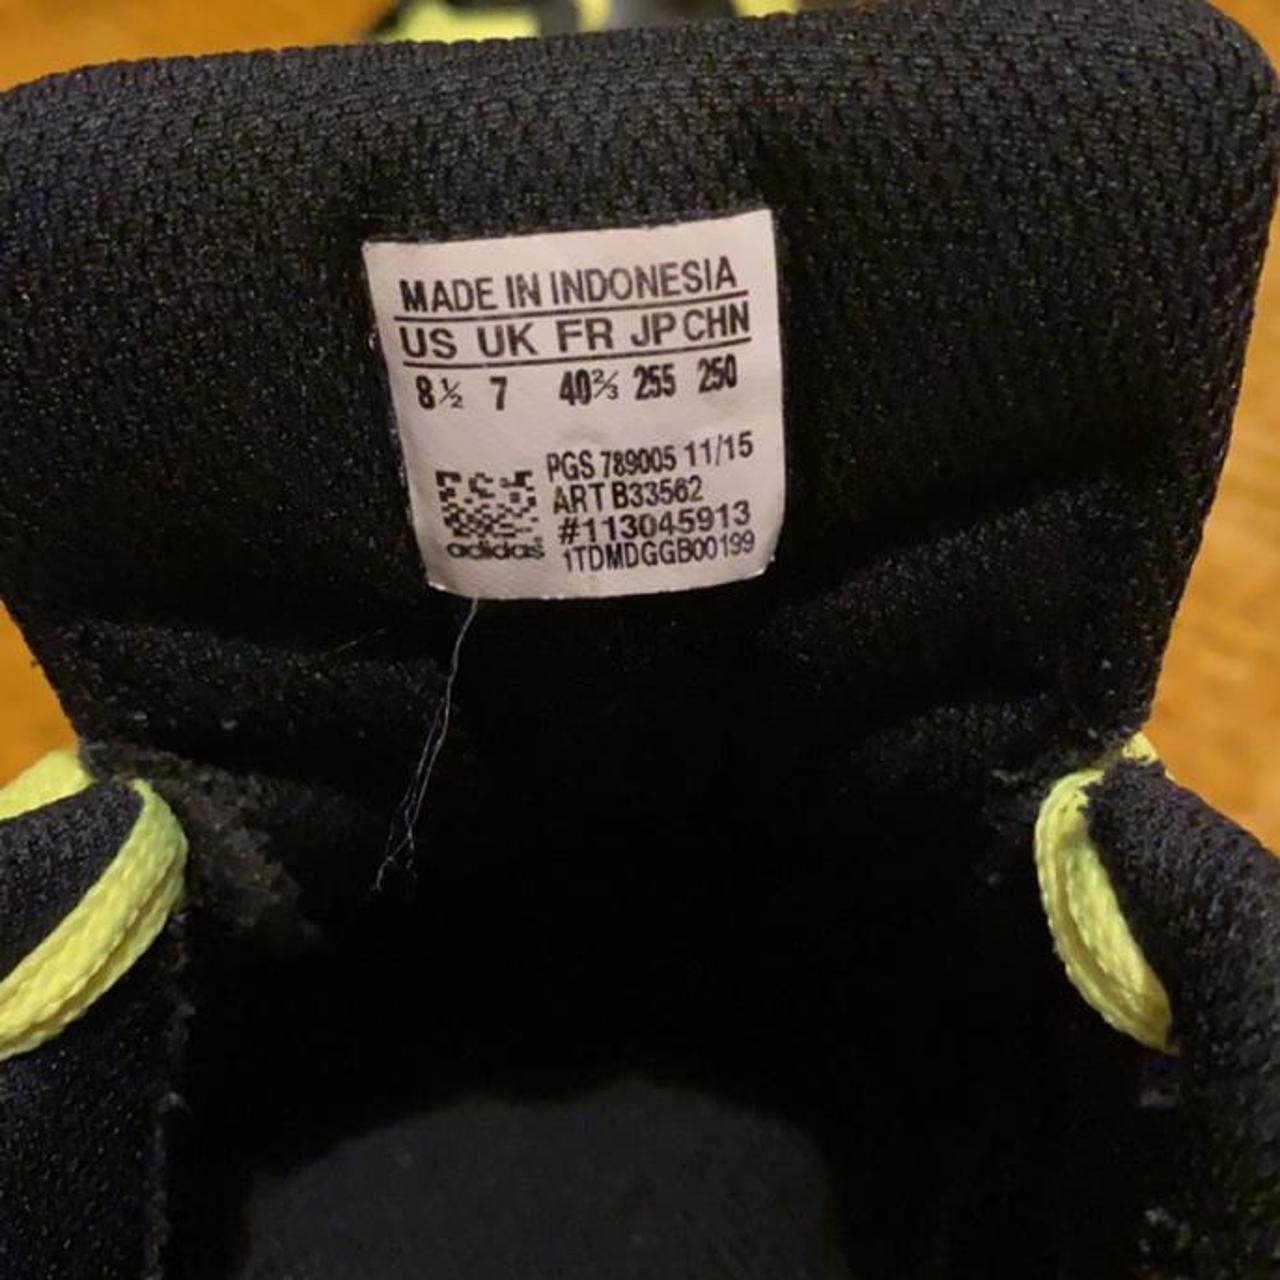 MADE IN INDONESIA
US UK FR JP CHN
8½ 7 40⅔ 255 250
PGS 789005 11/15
ART B33562
#113045913
adidas 1TDMDGGB00199